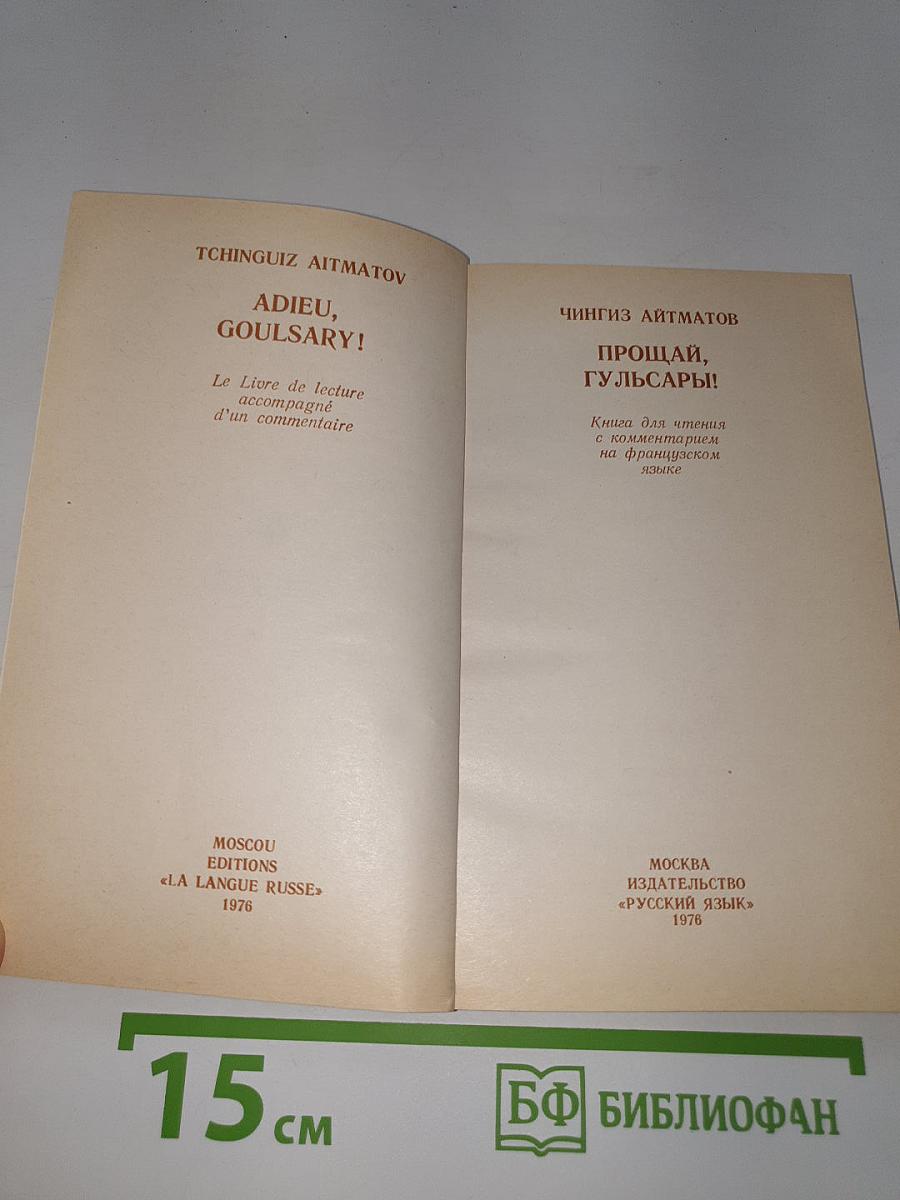 TCHINGUIZ AITMATOV
ADIEU,
GOULSARY!
Le Livre de lecture
accompagné
d'un commentaire
MOSCOU
EDITIONS
«LA LANGUE RUSSE»
1976
ЧИНГИЗ АЙТМАТОВ
ПРОЩАЙ,
ГУЛЬСАРЫ!
Книга для чтения
с комментарием
на французском
языке
МОСКВА
ИЗДАТЕЛЬСТВО
«РУССКИЙ ЯЗЫК»
1976
15 см
БФ БИБЛИОФАН